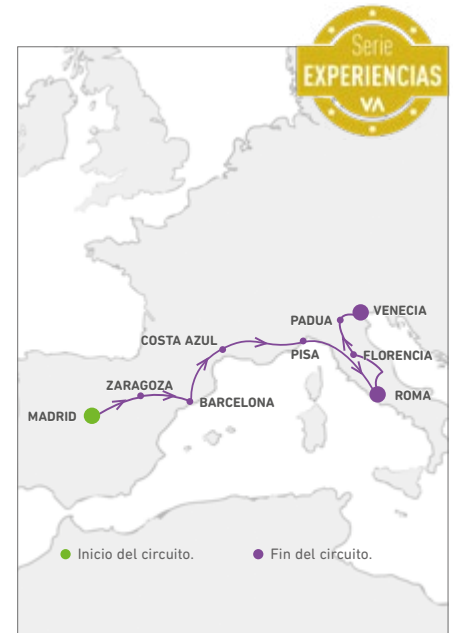 Serie
EXPERIENCIAS
VA
VENECIA
PADUA
COSTA AZUL
PISA
FLORENCIA
ZARAGOZA
BARCELONA
ROMA
MADRID
Inicio del circuito.
Fin del circuito.